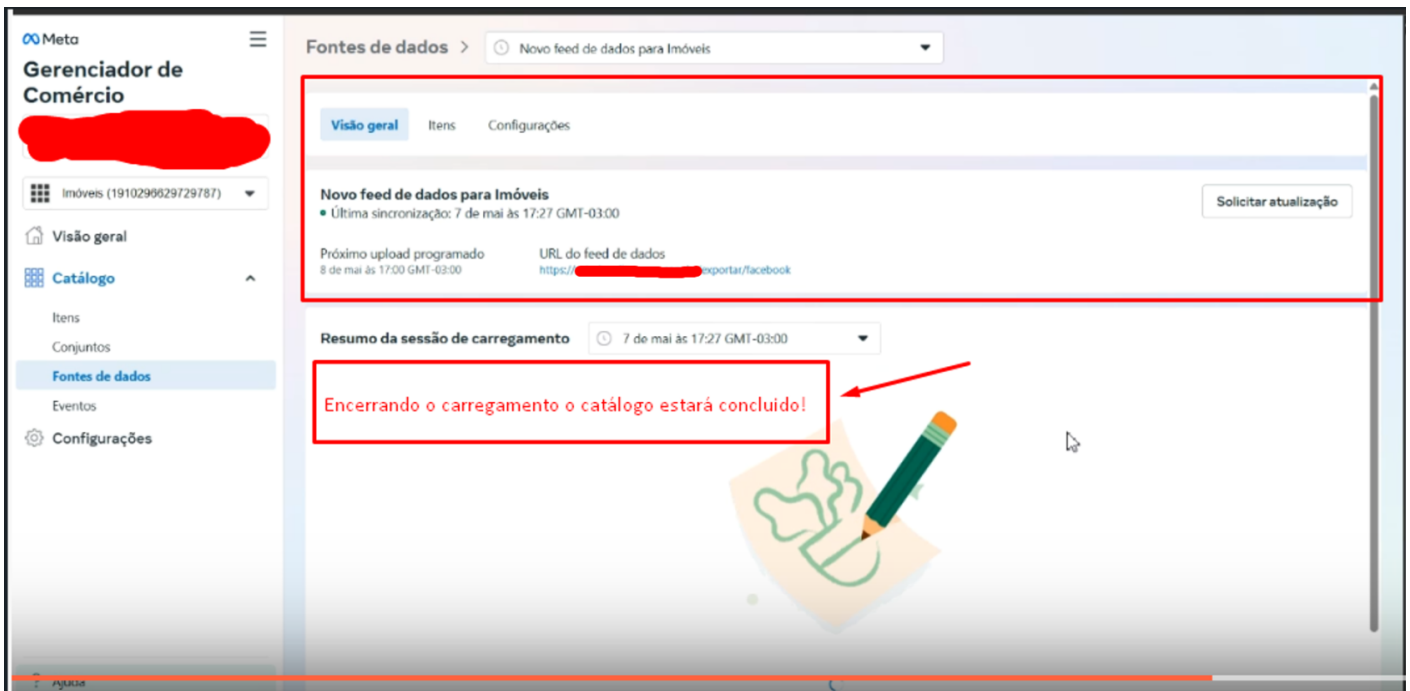 Meta
Gerenciador de
Comércio
Imóveis (1910296629729787)
Visão geral
Catálogo
Itens
Conjuntos
Fontes de dados
Eventos
Configurações
Ajuda
Fontes de dados >
Novo feed de dados para Imóveis
Visão geral Itens Configurações
Novo feed de dados para Imóveis
Última sincronização: 7 de mai às 17:27 GMT-03:00
Solicitar atualização
Próximo upload programado URL do feed de dados
8 de mai às 17:00 GMT-03:00 https:// exportar/facebook
Resumo da sessão de carregamento 7 de mai às 17:27 GMT-03:00
Encerrando o carregamento o catálogo estará concluido!